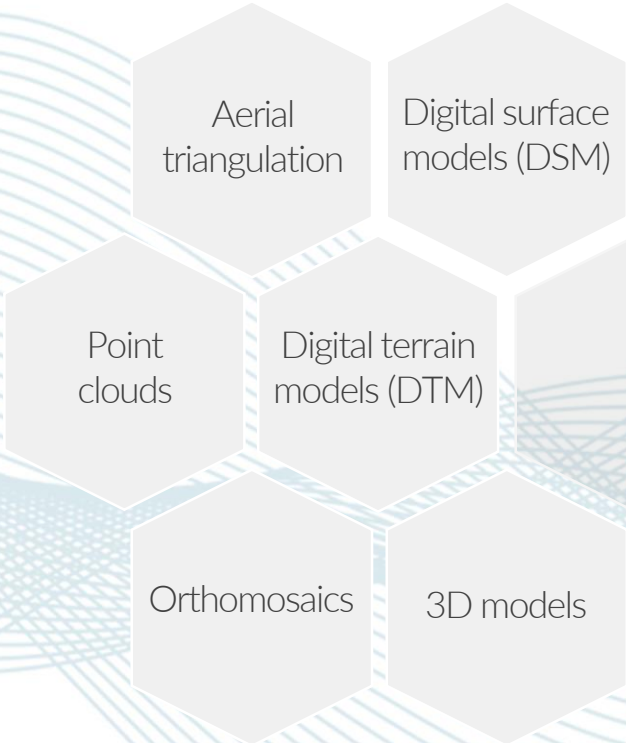 Aerial
triangulation
Digital surface
models (DSM)
Point
clouds
Digital terrain
models (DTM)
Orthomosaics
3D models